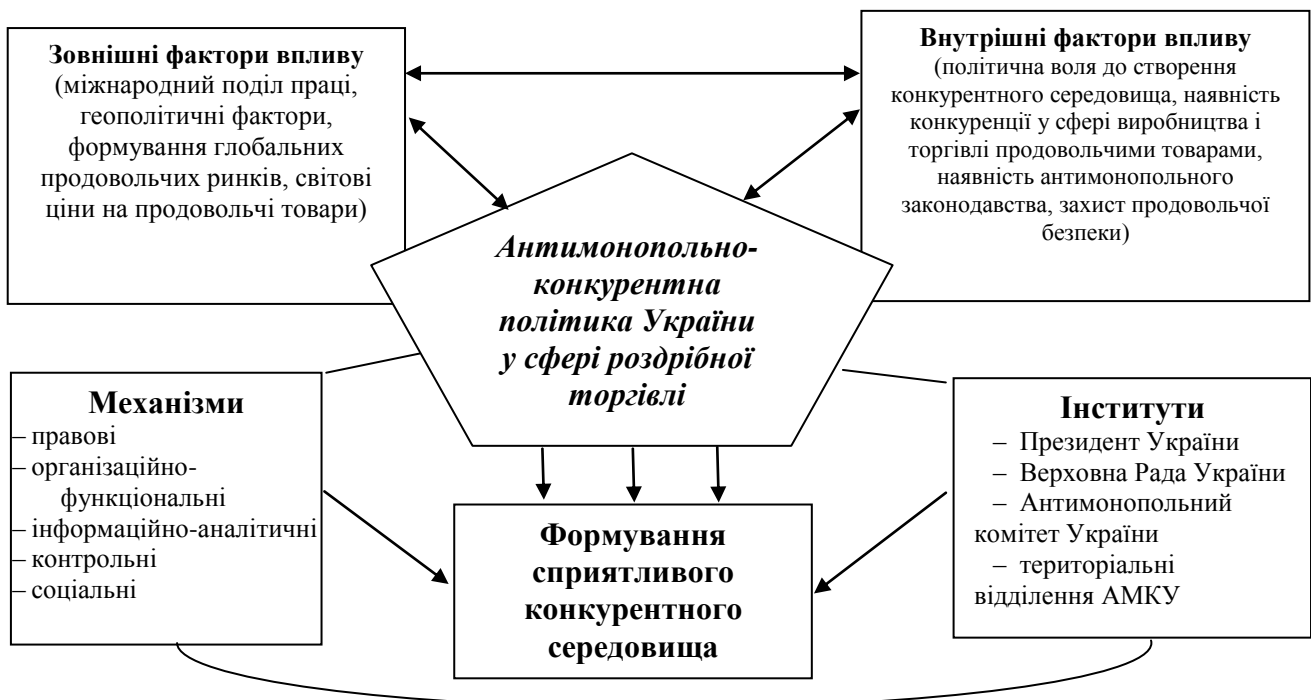 Зовнішні фактори впливу
(міжнародний поділ праці,
геополітичні фактори,
формування глобальних
продовольчих ринків, світові
ціни на продовольчі товари)
Внутрішні фактори впливу
(політична воля до створення
конкурентного середовища, наявність
конкуренції у сфері виробництва і
торгівлі продовольчими товарами,
наявність антимонопольного
законодавства, захист продовольчої
безпеки)
Антимонопольно-
конкурентна
політика України
у сфері роздрібної
торгівлі
Механізми
– правові
– організаційно-
функціональні
– інформаційно-аналітичні
– контрольні
– соціальні
Формування
сприятливого
конкурентного
середовища
Інститути
– Президент України
– Верховна Рада України
– Антимонопольний
комітет України
– територіальні
відділення АМКУ